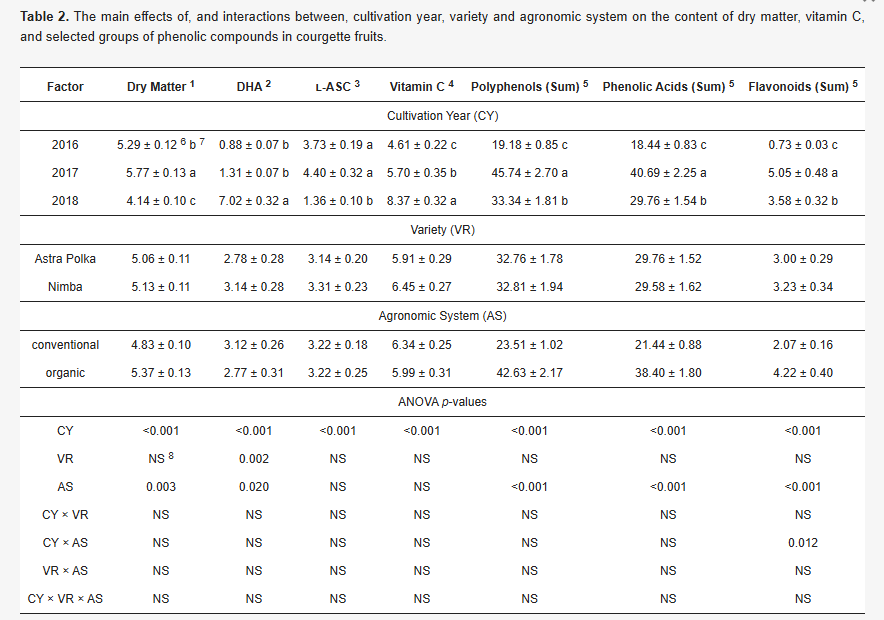 Table 2. The main effects of, and interactions between, cultivation year, variety and agronomic system on the content of dry matter, vitamin C,
and selected groups of phenolic compounds in courgette fruits.
Factor Dry Matter 1 DHA 2 L-ASC 3 Vitamin C 4 Polyphenols (Sum) 5 Phenolic Acids (Sum) 5 Flavonoids (Sum) 5
Cultivation Year (CY)
2016 5.29 ± 0.12 6 b 7 0.88 ± 0.07 b 3.73 ± 0.19 a 4.61 ± 0.22 c 19.18 ± 0.85 c 18.44 ± 0.83 c 0.73 ± 0.03 c
2017 5.77 ± 0.13 a 1.31 ± 0.07 b 4.40 ± 0.32 a 5.70 ± 0.35 b 45.74 ± 2.70 a 40.69 ± 2.25 a 5.05 ± 0.48 a
2018 4.14 ± 0.10 c 7.02 ± 0.32 a 1.36 ± 0.10 b 8.37 ± 0.32 a 33.34 ± 1.81 b 29.76 ± 1.54 b 3.58 ± 0.32 b
Variety (VR)
Astra Polka 5.06 ± 0.11 2.78 ± 0.28 3.14 ± 0.20 5.91 ± 0.29 32.76 ± 1.78 29.76 ± 1.52 3.00 ± 0.29
Nimba 5.13 ± 0.11 3.14 ± 0.28 3.31 ± 0.23 6.45 ± 0.27 32.81 ± 1.94 29.58 ± 1.62 3.23 ± 0.34
Agronomic System (AS)
conventional 4.83 ± 0.10 3.12 ± 0.26 3.22 ± 0.18 6.34 ± 0.25 23.51 ± 1.02 21.44 ± 0.88 2.07 ± 0.16
organic 5.37 ± 0.13 2.77 ± 0.31 3.22 ± 0.25 5.99 ± 0.31 42.63 ± 2.17 38.40 ± 1.80 4.22 ± 0.40
ANOVA p-values
CY <0.001 <0.001 <0.001 <0.001 <0.001 <0.001 <0.001
VR NS 8 0.002 NS NS NS NS NS
AS 0.003 0.020 NS NS <0.001 <0.001 <0.001
CY × VR NS NS NS NS NS NS NS
CY × AS NS NS NS NS NS NS 0.012
VR × AS NS NS NS NS NS NS NS
CY × VR × AS NS NS NS NS NS NS NS